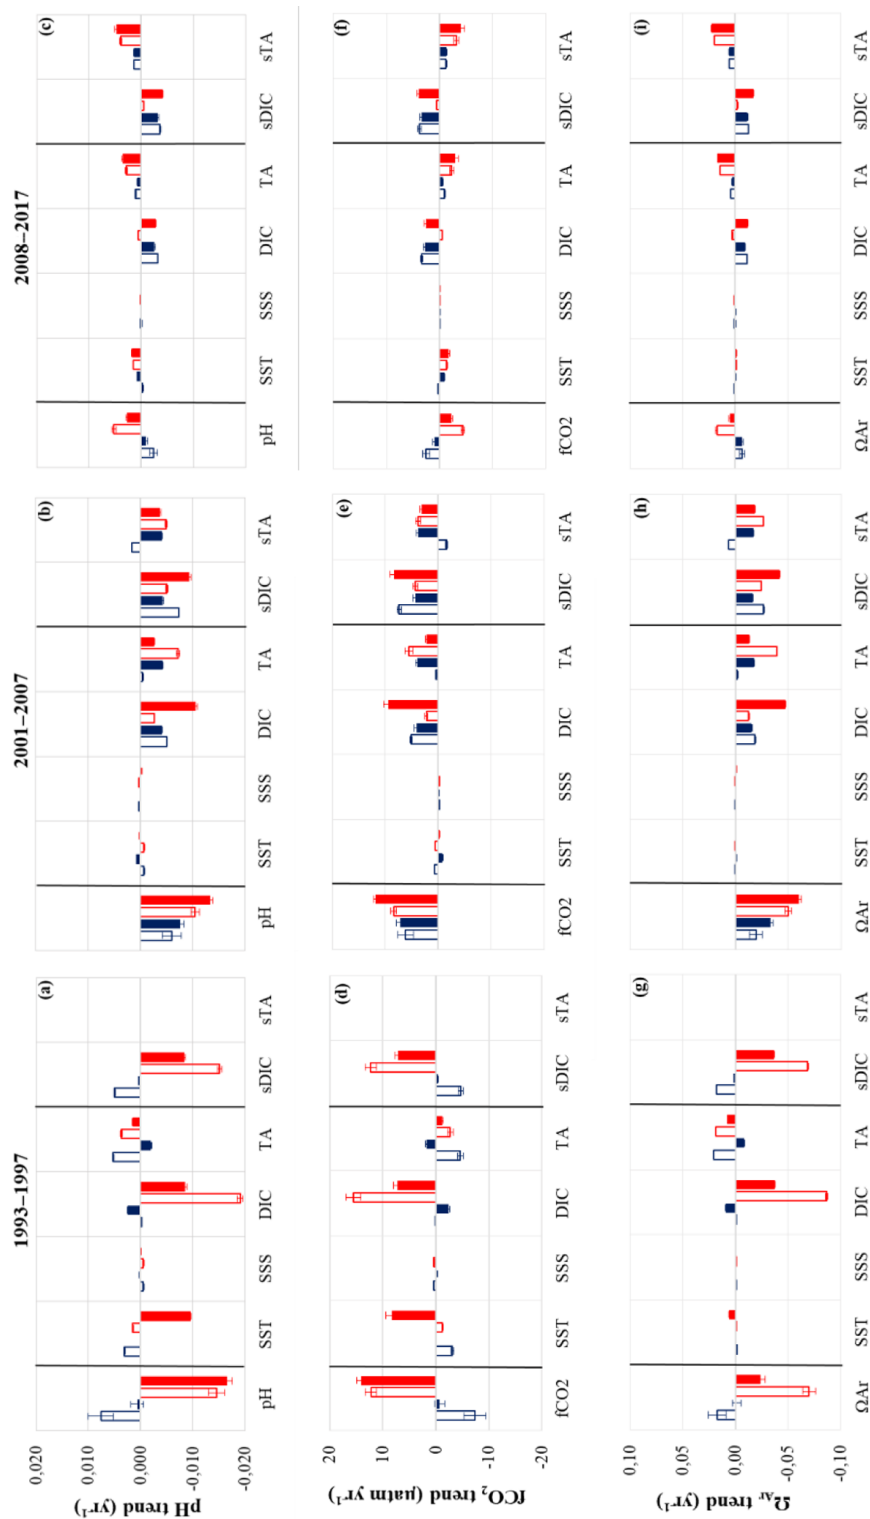 1993–1997
2001–2007
2008–2017
pH trend (yr⁻¹)
0,020
0,010
0,000
-0,010
-0,020
(a)
pH SST SSS DIC TA sDIC sTA
(b)
pH SST SSS DIC TA sDIC sTA
(c)
pH SST SSS DIC TA sDIC sTA
fCO₂ trend (µatm yr⁻¹)
20
10
0
-10
-20
(d)
fCO2 SST SSS DIC TA sDIC sTA
(e)
fCO2 SST SSS DIC TA sDIC sTA
(f)
fCO2 SST SSS DIC TA sDIC sTA
Ω_Ar trend (yr⁻¹)
0,10
0,05
0,00
-0,05
-0,10
(g)
ΩAr SST SSS DIC TA sDIC sTA
(h)
ΩAr SST SSS DIC TA sDIC sTA
(i)
ΩAr SST SSS DIC TA sDIC sTA